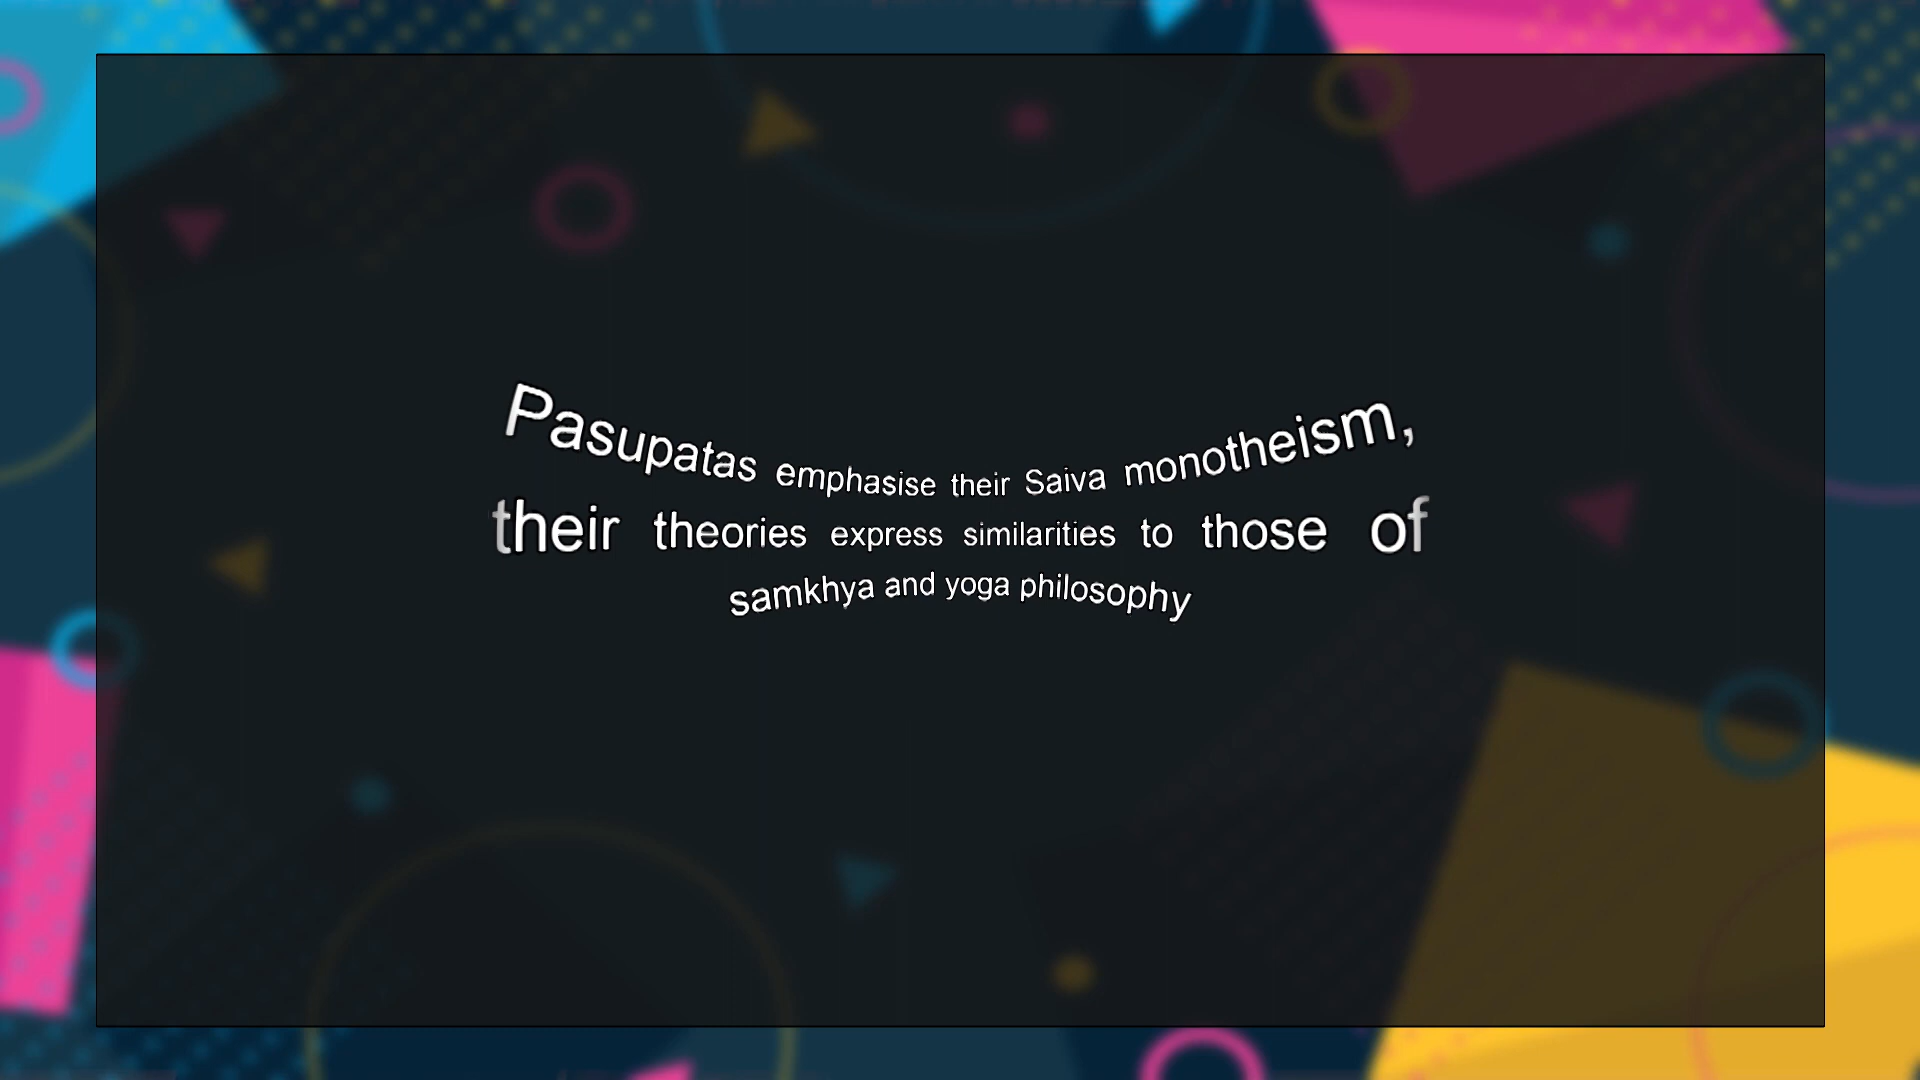 Pasupatas emphasise their Saiva monotheism,
their theories express similarities to those of
samkhya and yoga philosophy